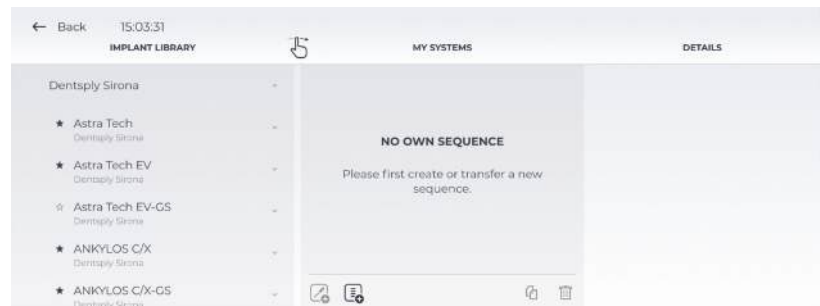 ← Back 15:03:31
IMPLANT LIBRARY MY SYSTEMS DETAILS
Dentsply Sirona
★ Astra Tech
Dentsply Sirona
★ Astra Tech EV
Dentsply Sirona
☆ Astra Tech EV-GS
Dentsply Sirona
★ ANKYLOS C/X
Dentsply Sirona
★ ANKYLOS C/X-GS
Dentsply Sirona
NO OWN SEQUENCE
Please first create or transfer a new
sequence.